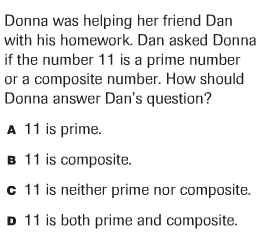 Donna was helping her friend Dan
with his homework. Dan asked Donna
if the number 11 is a prime number
or a composite number. How should
Donna answer Dan's question?
A 11 is prime.
B 11 is composite.
C 11 is neither prime nor composite.
D 11 is both prime and composite.